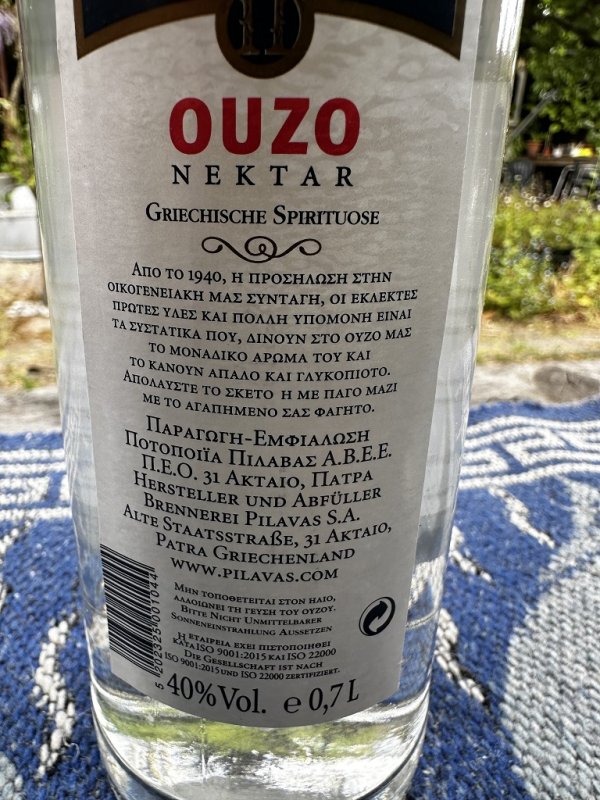 OUZO
NEKTAR
GRIECHISCHE SPIRITUOSE
ΑΠΟ ΤΟ 1940, Η ΠΡΟΣΗΛΩΣΗ ΣΤΗΝ
ΟΙΚΟΓΕΝΕΙΑΚΗ ΜΑΣ ΣΥΝΤΑΓΗ, ΟΙ ΕΚΛΕΚΤΕΣ
ΠΡΩΤΕΣ ΥΛΕΣ ΚΑΙ ΠΟΛΛΗ ΥΠΟΜΟΝΗ ΕΙΝΑΙ
ΤΑ ΣΥΣΤΑΤΙΚΑ ΠΟΥ, ΔΙΝΟΥΝ ΣΤΟ ΟΥΖΟ ΜΑΣ
ΤΟ ΜΟΝΑΔΙΚΟ ΑΡΩΜΑ ΤΟΥ ΚΑΙ
ΤΟ ΚΑΝΟΥΝ ΑΠΑΛΟ ΚΑΙ ΓΛΥΚΟΠΙΟΤΟ.
ΑΠΟΛΑΥΣΤΕ ΤΟ ΣΚΕΤΟ Η ΜΕ ΠΑΓΟ ΜΑΖΙ
ΜΕ ΤΟ ΑΓΑΠΗΜΕΝΟ ΣΑΣ ΦΑΓΗΤΟ.
ΠΑΡΑΓΩΓΗ-ΕΜΦΙΑΛΩΣΗ
ΠΟΤΟΠΟΙΪΑ ΠΙΛΑΒΑΣ Α.Β.Ε.Ε.
Π.Ε.Ο. 31 ΑΚΤΑΙΟ, ΠΑΤΡΑ
HERSTELLER UND ABFÜLLER
BRENNEREI PILAVAS S.A.
ALTE STAATSSTRAßE, 31 AKTAIO,
PATRA GRIECHENLAND
WWW.PILAVAS.COM
ΜΗΝ ΤΟΠΟΘΕΤΕΙΤΑΙ ΣΤΟΝ ΗΛΙΟ,
ΑΛΛΟΙΩΝΕΙ ΤΗ ΓΕΥΣΗ ΤΟΥ ΟΥΖΟΥ.
BITTE NICHT UNMITTELBARER
SONNENEINSTRAHLUNG AUSSETZEN
Η ΕΤΑΙΡΕΙΑ ΕΧΕΙ ΠΙΣΤΟΠΟΙΗΘΕΙ
ΚΑΤΑ ISO 9001:2015 ΚΑΙ ISO 22000
DIE GESELLSCHAFT IST NACH
ISO 9001:2015 UND ISO 22000 ZERTIFIZIERT.
5 202325 001044
40%Vol. e 0,7L